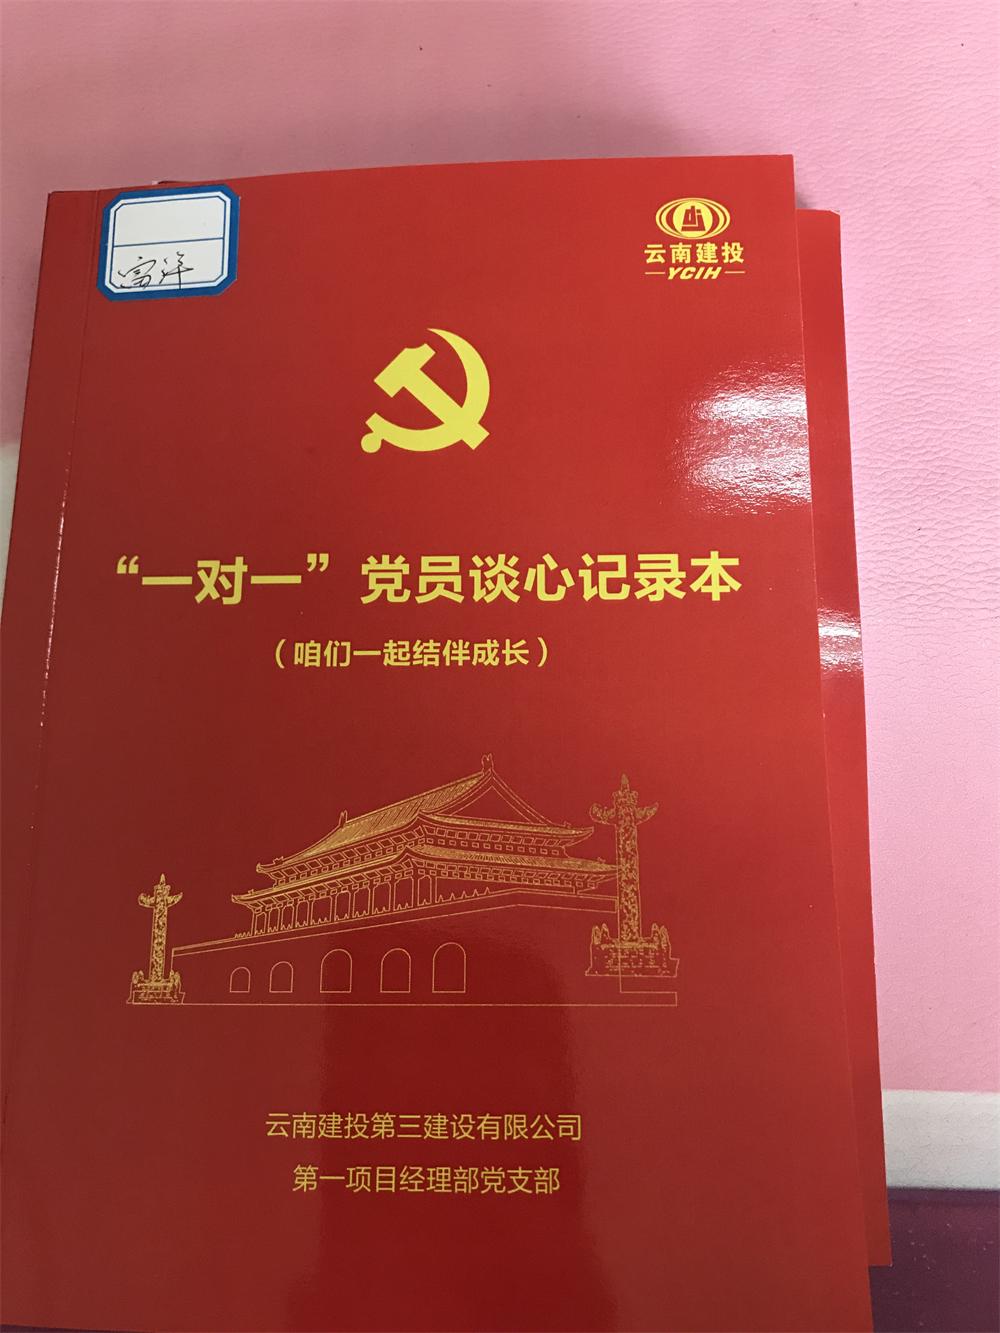 云南建投
YCIH
“一对一”党员谈心记录本
（咱们一起结伴成长）
云南建投第三建设有限公司
第一项目经理部党支部